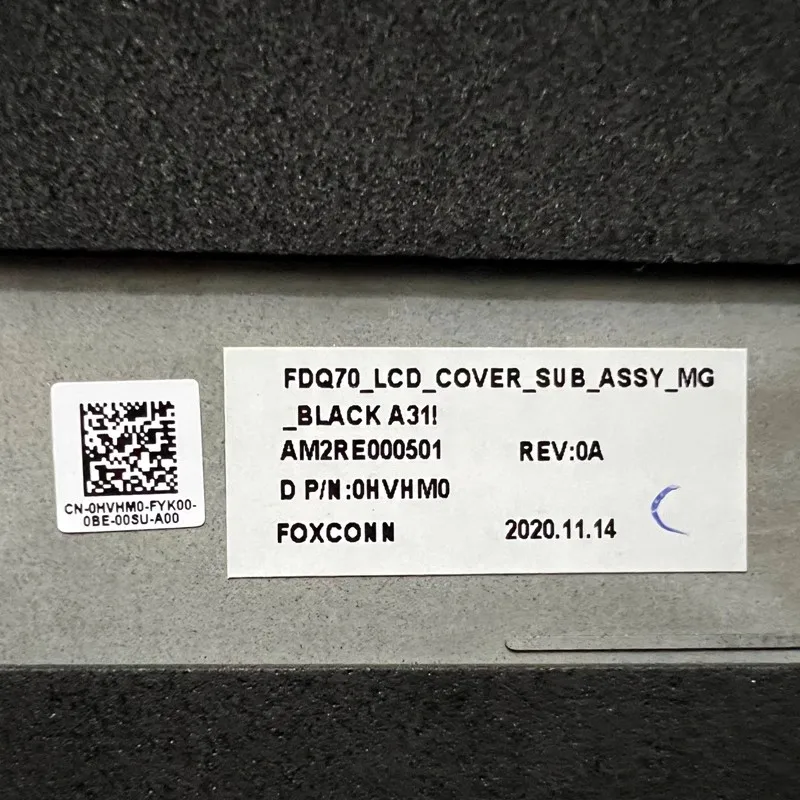 CN-0HVHM0-FYK00-
0BE-00SU-A00
FDQ70_LCD_COVER_SUB_ASSY_MG
_BLACK A31!
AM2RE000501 REV:0A
D P/N:0HVHM0
FOXCONN 2020.11.14